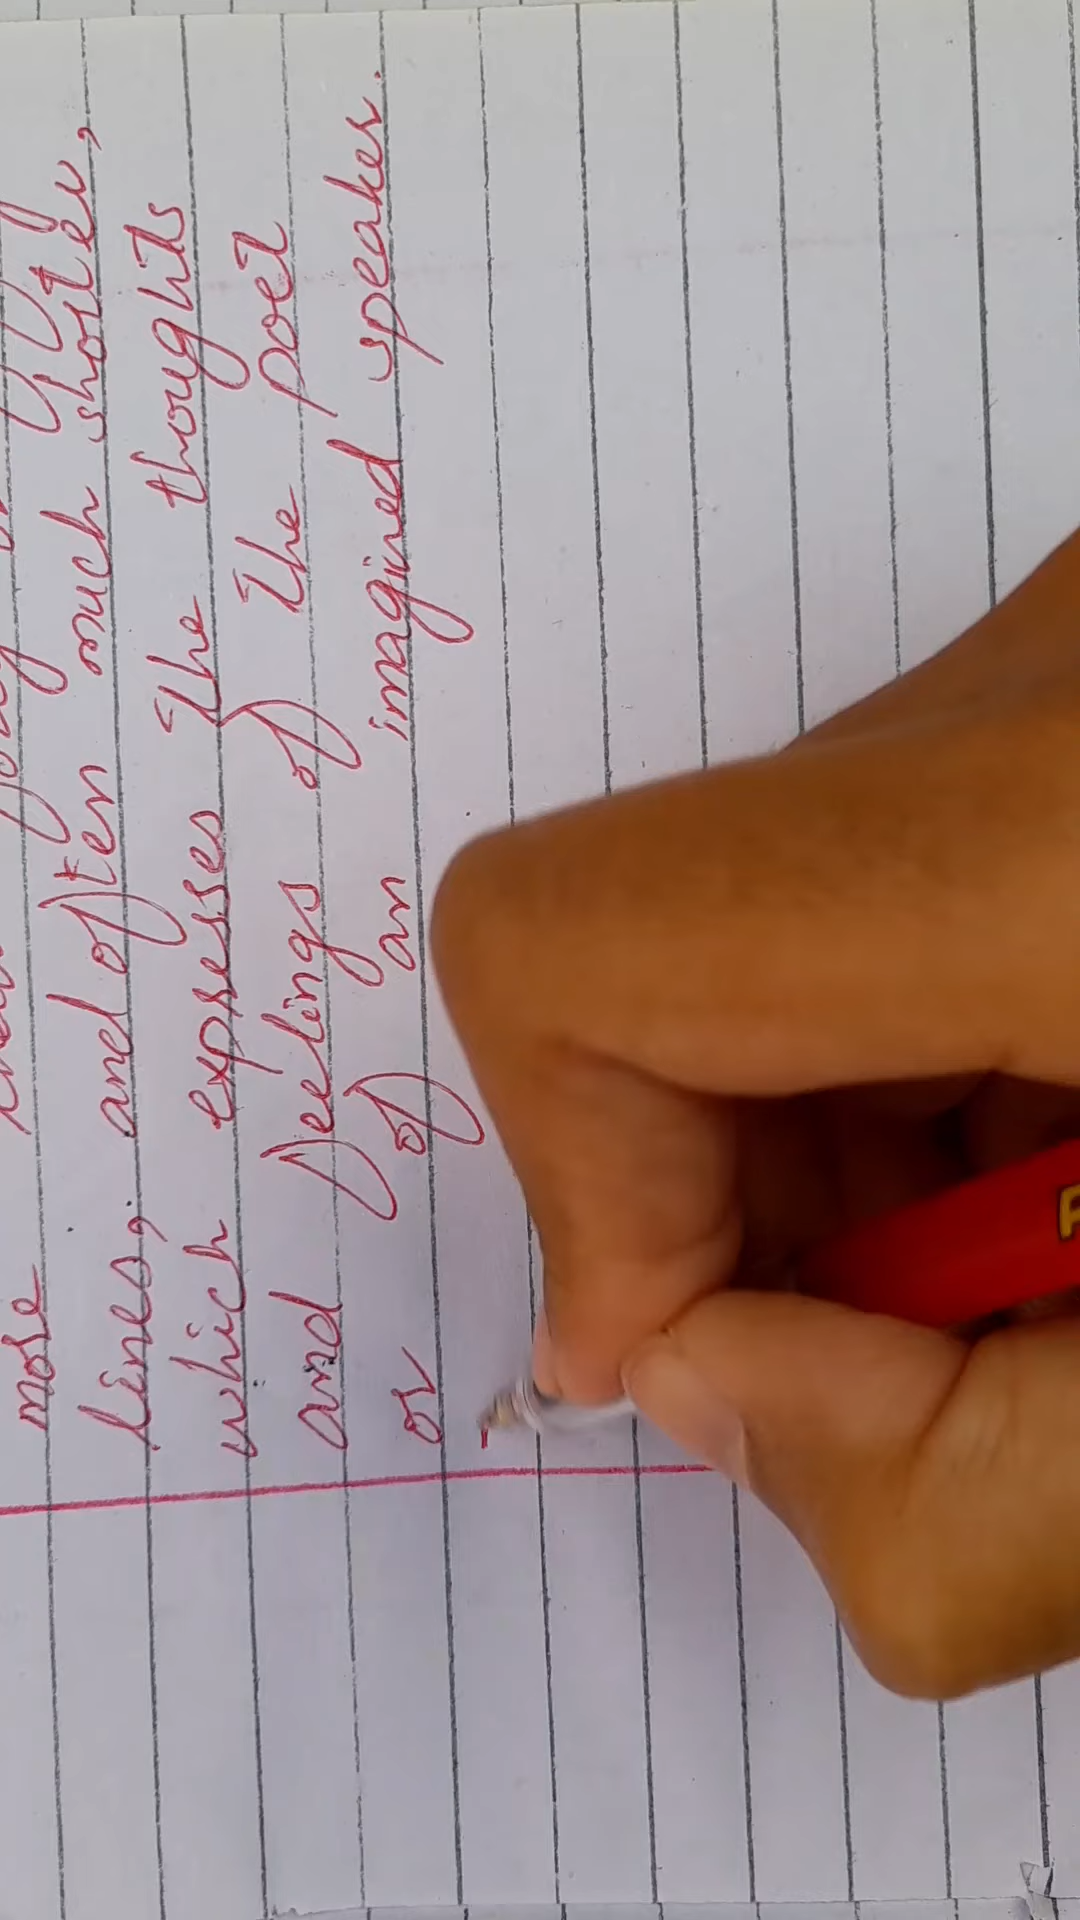 more
lines, and often much shorter,
which expresses the thoughts
and feelings of the poet
or of an imagined speaker.